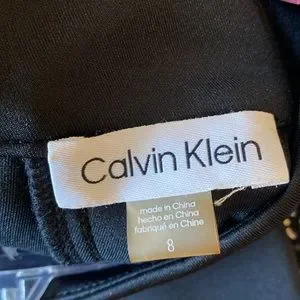 Calvin Klein
made in China
hecho en China
fabriqué en Chine
8